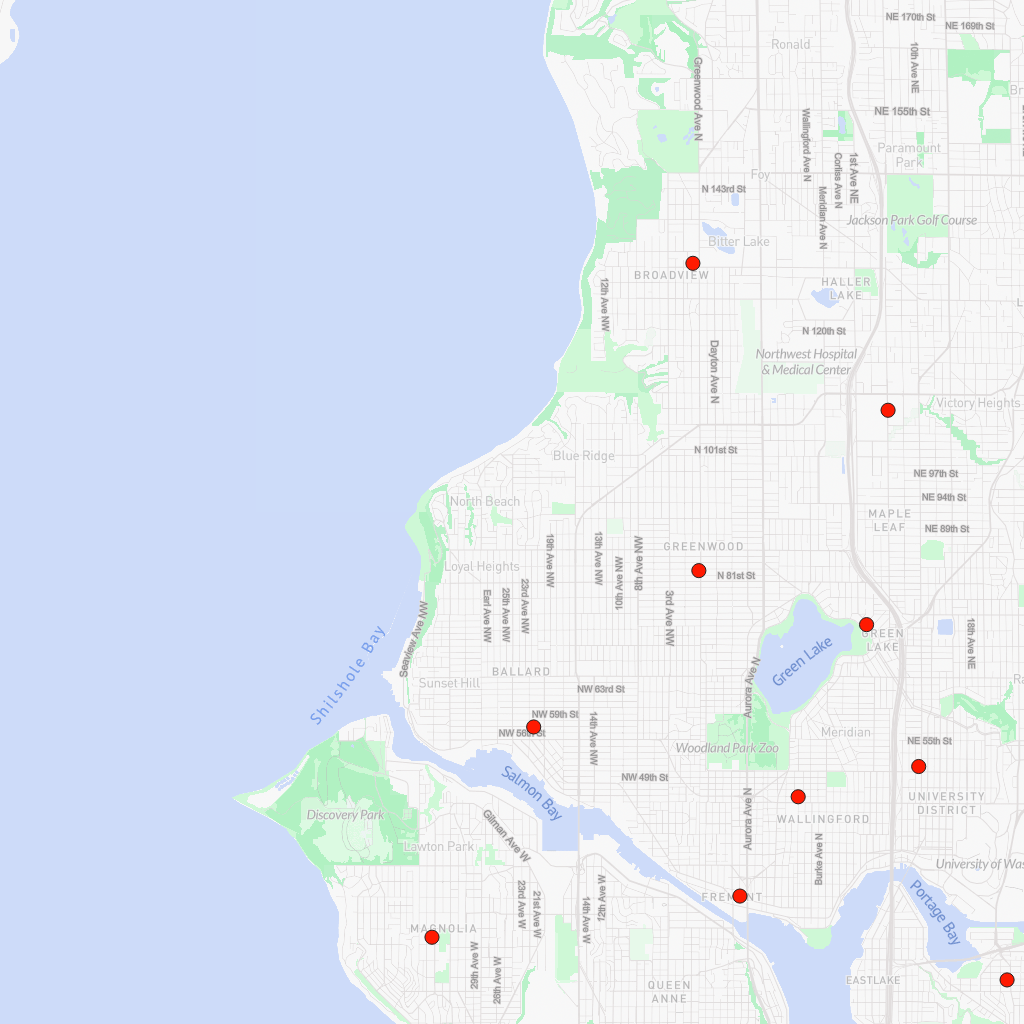 NE 170th St
NE 169th St
Ronald
10th Ave NE
Greenwood Ave N
NE 155th St
Wallingford Ave N
Corliss Ave N
1st Ave NE
Meridian Ave N
Paramount
Park
Foy
N 143rd St
Jackson Park Golf Course
Bitter Lake
BROADVIEW
HALLER
LAKE
12th Ave NW
N 120th St
Dayton Ave N
Northwest Hospital
& Medical Center
Victory Heights
N 101st St
Blue Ridge
NE 97th St
NE 94th St
North Beach
MAPLE
LEAF
NE 89th St
19th Ave NW
13th Ave NW
10th Ave NW
8th Ave NW
GREENWOOD
Loyal Heights
N 81st St
Earl Ave NW
25th Ave NW
23rd Ave NW
3rd Ave NW
Seaview Ave NW
Shilshole Bay
GREEN
LAKE
Green Lake
18th Ave NE
BALLARD
Sunset Hill
NW 63rd St
Aurora Ave N
NW 59th St
NW 56th St
14th Ave NW
Meridian
NE 55th St
Woodland Park Zoo
NW 49th St
Salmon Bay
Aurora Ave N
UNIVERSITY
DISTRICT
Discovery Park
Gilman Ave W
WALLINGFORD
Lawton Park
Burke Ave N
University of Was
23rd Ave W
21st Ave W
14th Ave W
12th Ave W
FREMONT
Portage Bay
MAGNOLIA
29th Ave W
26th Ave W
QUEEN
ANNE
EASTLAKE